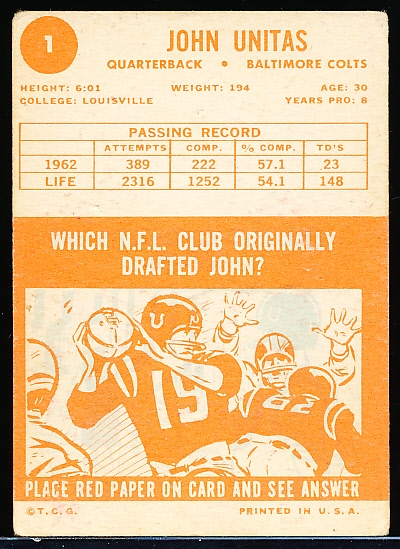 1
JOHN UNITAS
QUARTERBACK • BALTIMORE COLTS
HEIGHT: 6:01 WEIGHT: 194 AGE: 30
COLLEGE: LOUISVILLE YEARS PRO: 8
PASSING RECORD
ATTEMPTS COMP. % COMP. TD'S
1962 389 222 57.1 23
LIFE 2316 1252 54.1 148
WHICH N.F.L. CLUB ORIGINALLY
DRAFTED JOHN?
U N
19
82
PLACE RED PAPER ON CARD AND SEE ANSWER
©T.C.G. PRINTED IN U.S.A.